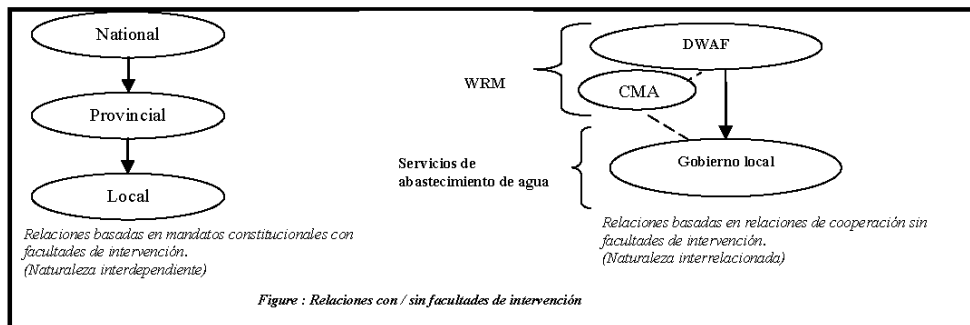 National
Provincial
Local
Relaciones basadas en mandatos constitucionales con
facultades de intervención.
(Naturaleza interdependiente)
DWAF
WRM
CMA
Servicios de
abastecimiento de agua
Gobierno local
Relaciones basadas en relaciones de cooperación sin
facultades de intervención.
(Naturaleza interrelacionada)
Figure : Relaciones con / sin facultades de intervención